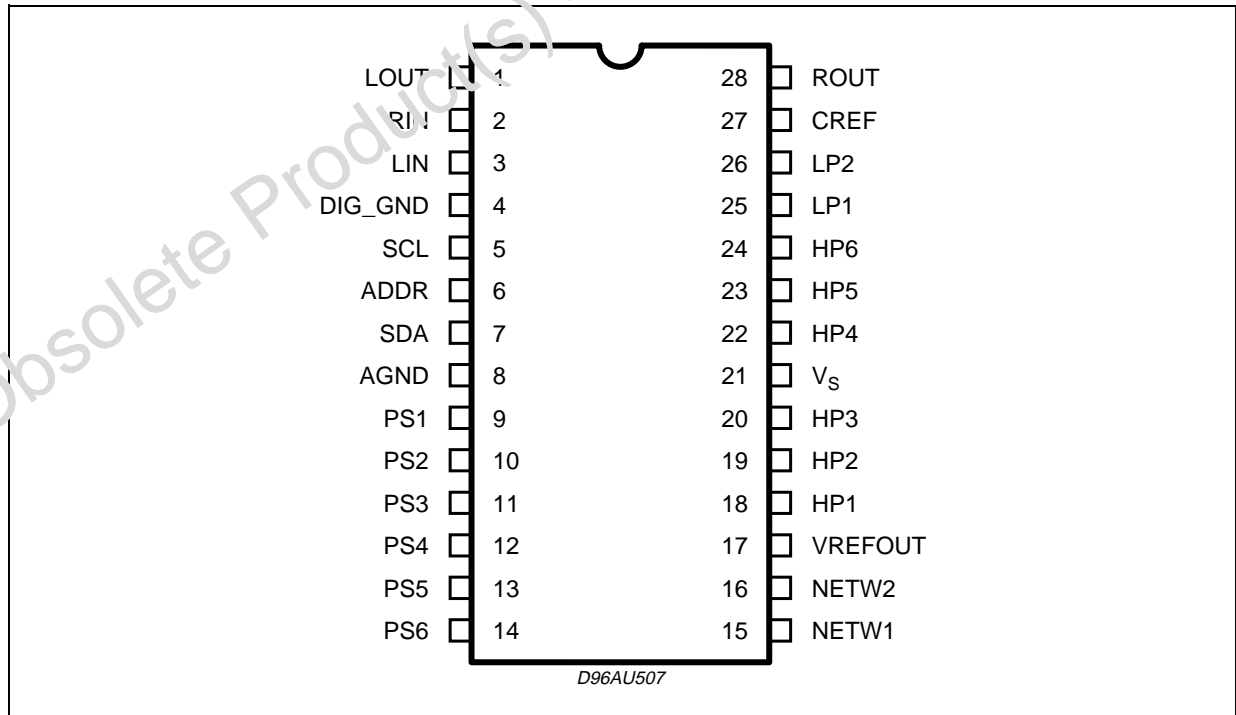 Obsolete Product(s)
LOUT 1 28 ROUT
RIN 2 27 CREF
LIN 3 26 LP2
DIG_GND 4 25 LP1
SCL 5 24 HP6
ADDR 6 23 HP5
SDA 7 22 HP4
AGND 8 21 VS
PS1 9 20 HP3
PS2 10 19 HP2
PS3 11 18 HP1
PS4 12 17 VREFOUT
PS5 13 16 NETW2
PS6 14 15 NETW1
D96AU507